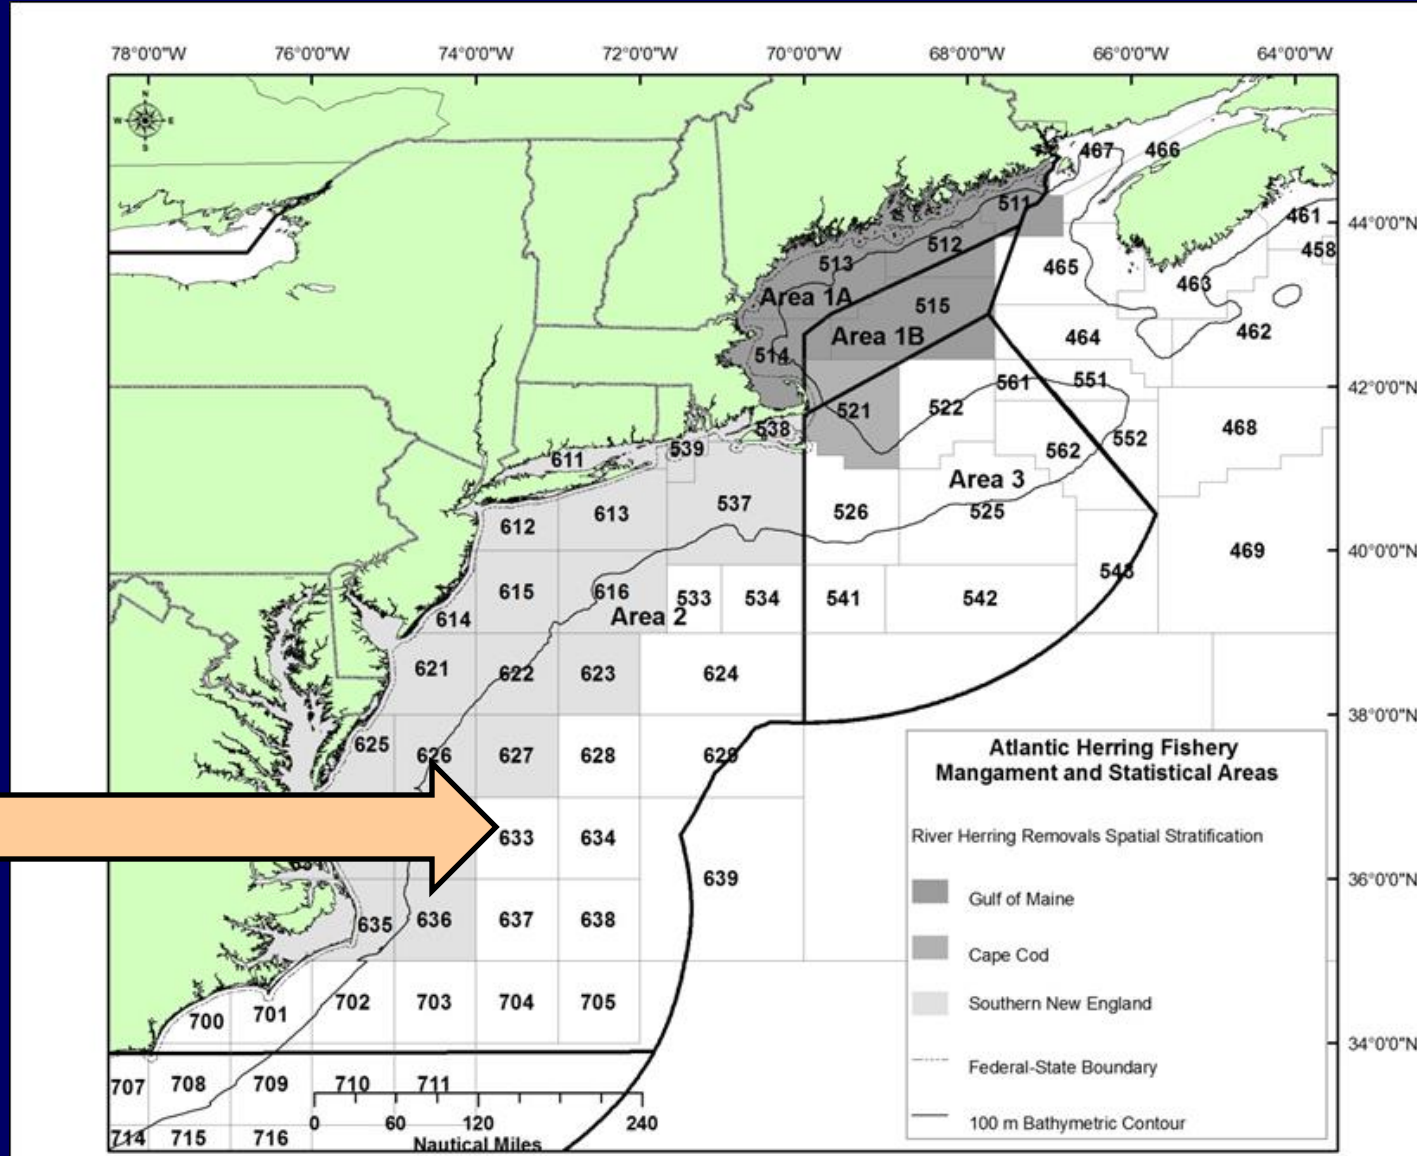 78°0'0"W 76°0'0"W 74°0'0"W 72°0'0"W 70°0'0"W 68°0'0"W 66°0'0"W 64°0'0"W
N
W E
S
467 466
511 461
44°0'0"N
512 458
513 465
463
Area 1A 515
Area 1B 464 462
514
561 551 42°0'0"N
521 522
538 468
539 562 552
611 Area 3
537 526 525
612 613
40°0'0"N
469
543
615 616 533 534 541 542
614 Area 2
621 622 623 624
38°0'0"N
625 626 627 628 629
633 634
639 36°0'0"N
635 636 637 638
700 701 702 703 704 705
34°0'0"N
707 708 709 710 711
714 715 716
0 60 120 240
Nautical Miles
Atlantic Herring Fishery
Mangament and Statistical Areas
River Herring Removals Spatial Stratification
Gulf of Maine
Cape Cod
Southern New England
Federal-State Boundary
100 m Bathymetric Contour